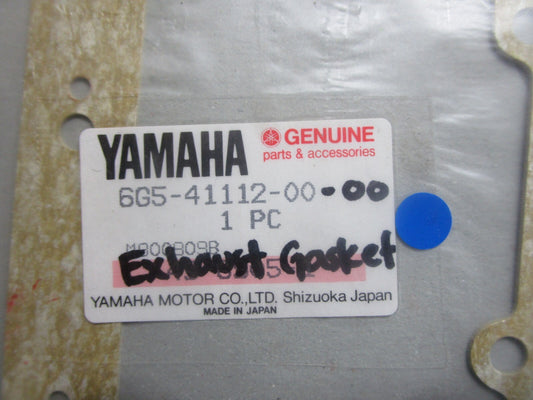 YAMAHA GENUINE
parts & accessories
6G5-41112-00-00
1 PC
Exhaust Gasket
YAMAHA MOTOR CO.,LTD. Shizuoka Japan
MADE IN JAPAN